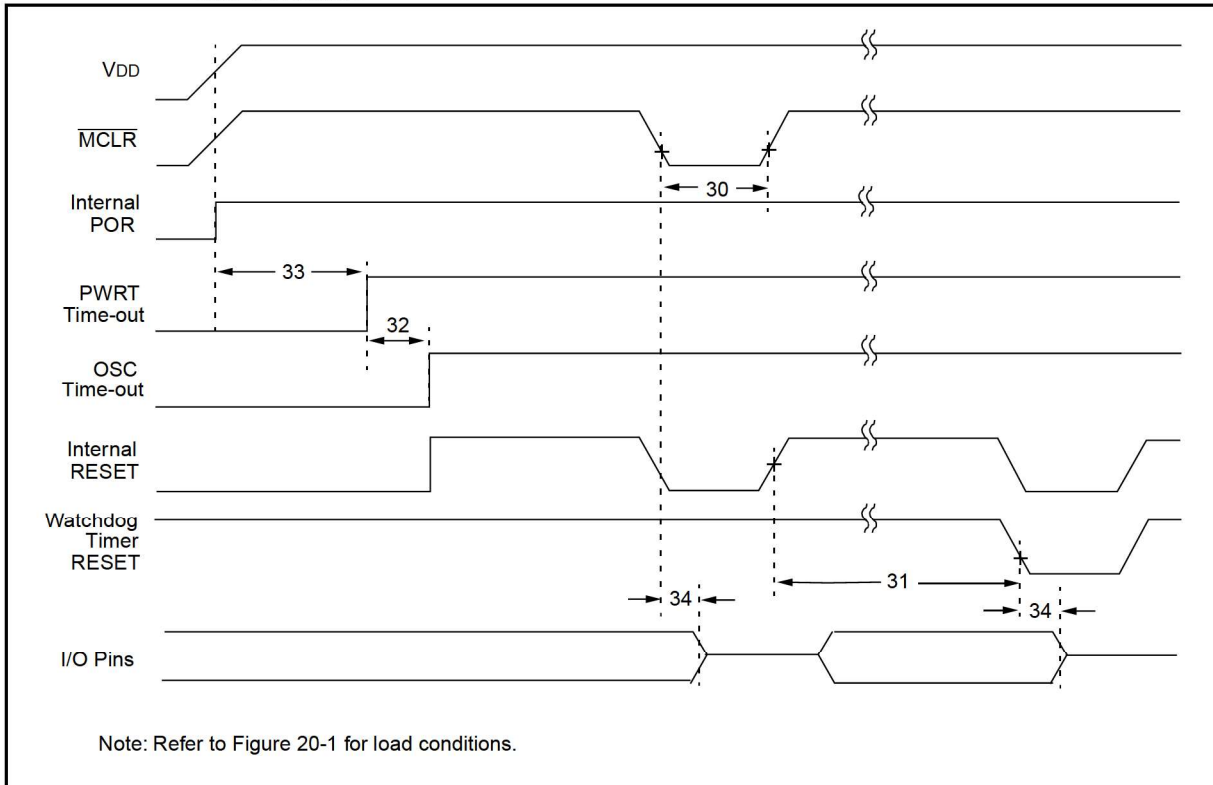 VDD
MCLR
Internal
POR
30
33
PWRT
Time-out
32
OSC
Time-out
Internal
RESET
Watchdog
Timer
RESET
31
34
34
I/O Pins
Note: Refer to Figure 20-1 for load conditions.